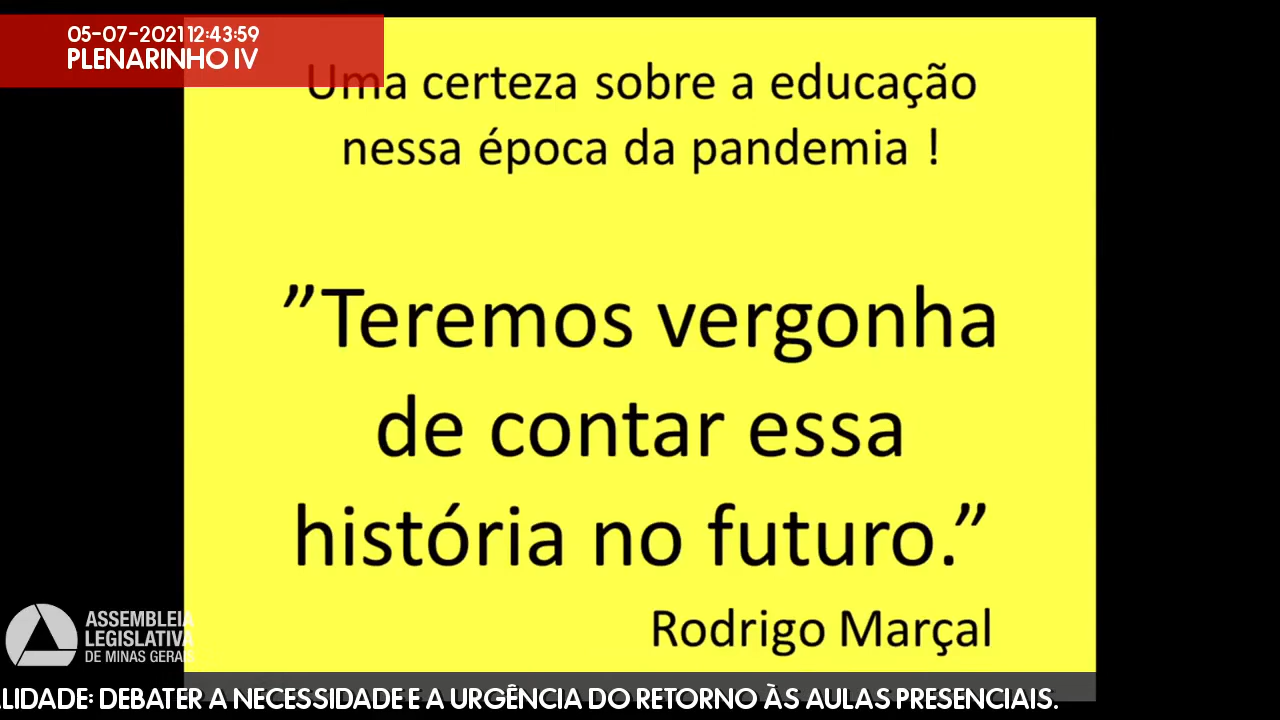 05-07-2021 12:43:59
PLENARINHO IV
Uma certeza sobre a educação
nessa época da pandemia !
”Teremos vergonha
de contar essa
história no futuro.”
Rodrigo Marçal
ASSEMBLEIA
LEGISLATIVA
DE MINAS GERAIS
LIDADE: DEBATER A NECESSIDADE E A URGÊNCIA DO RETORNO ÀS AULAS PRESENCIAIS.